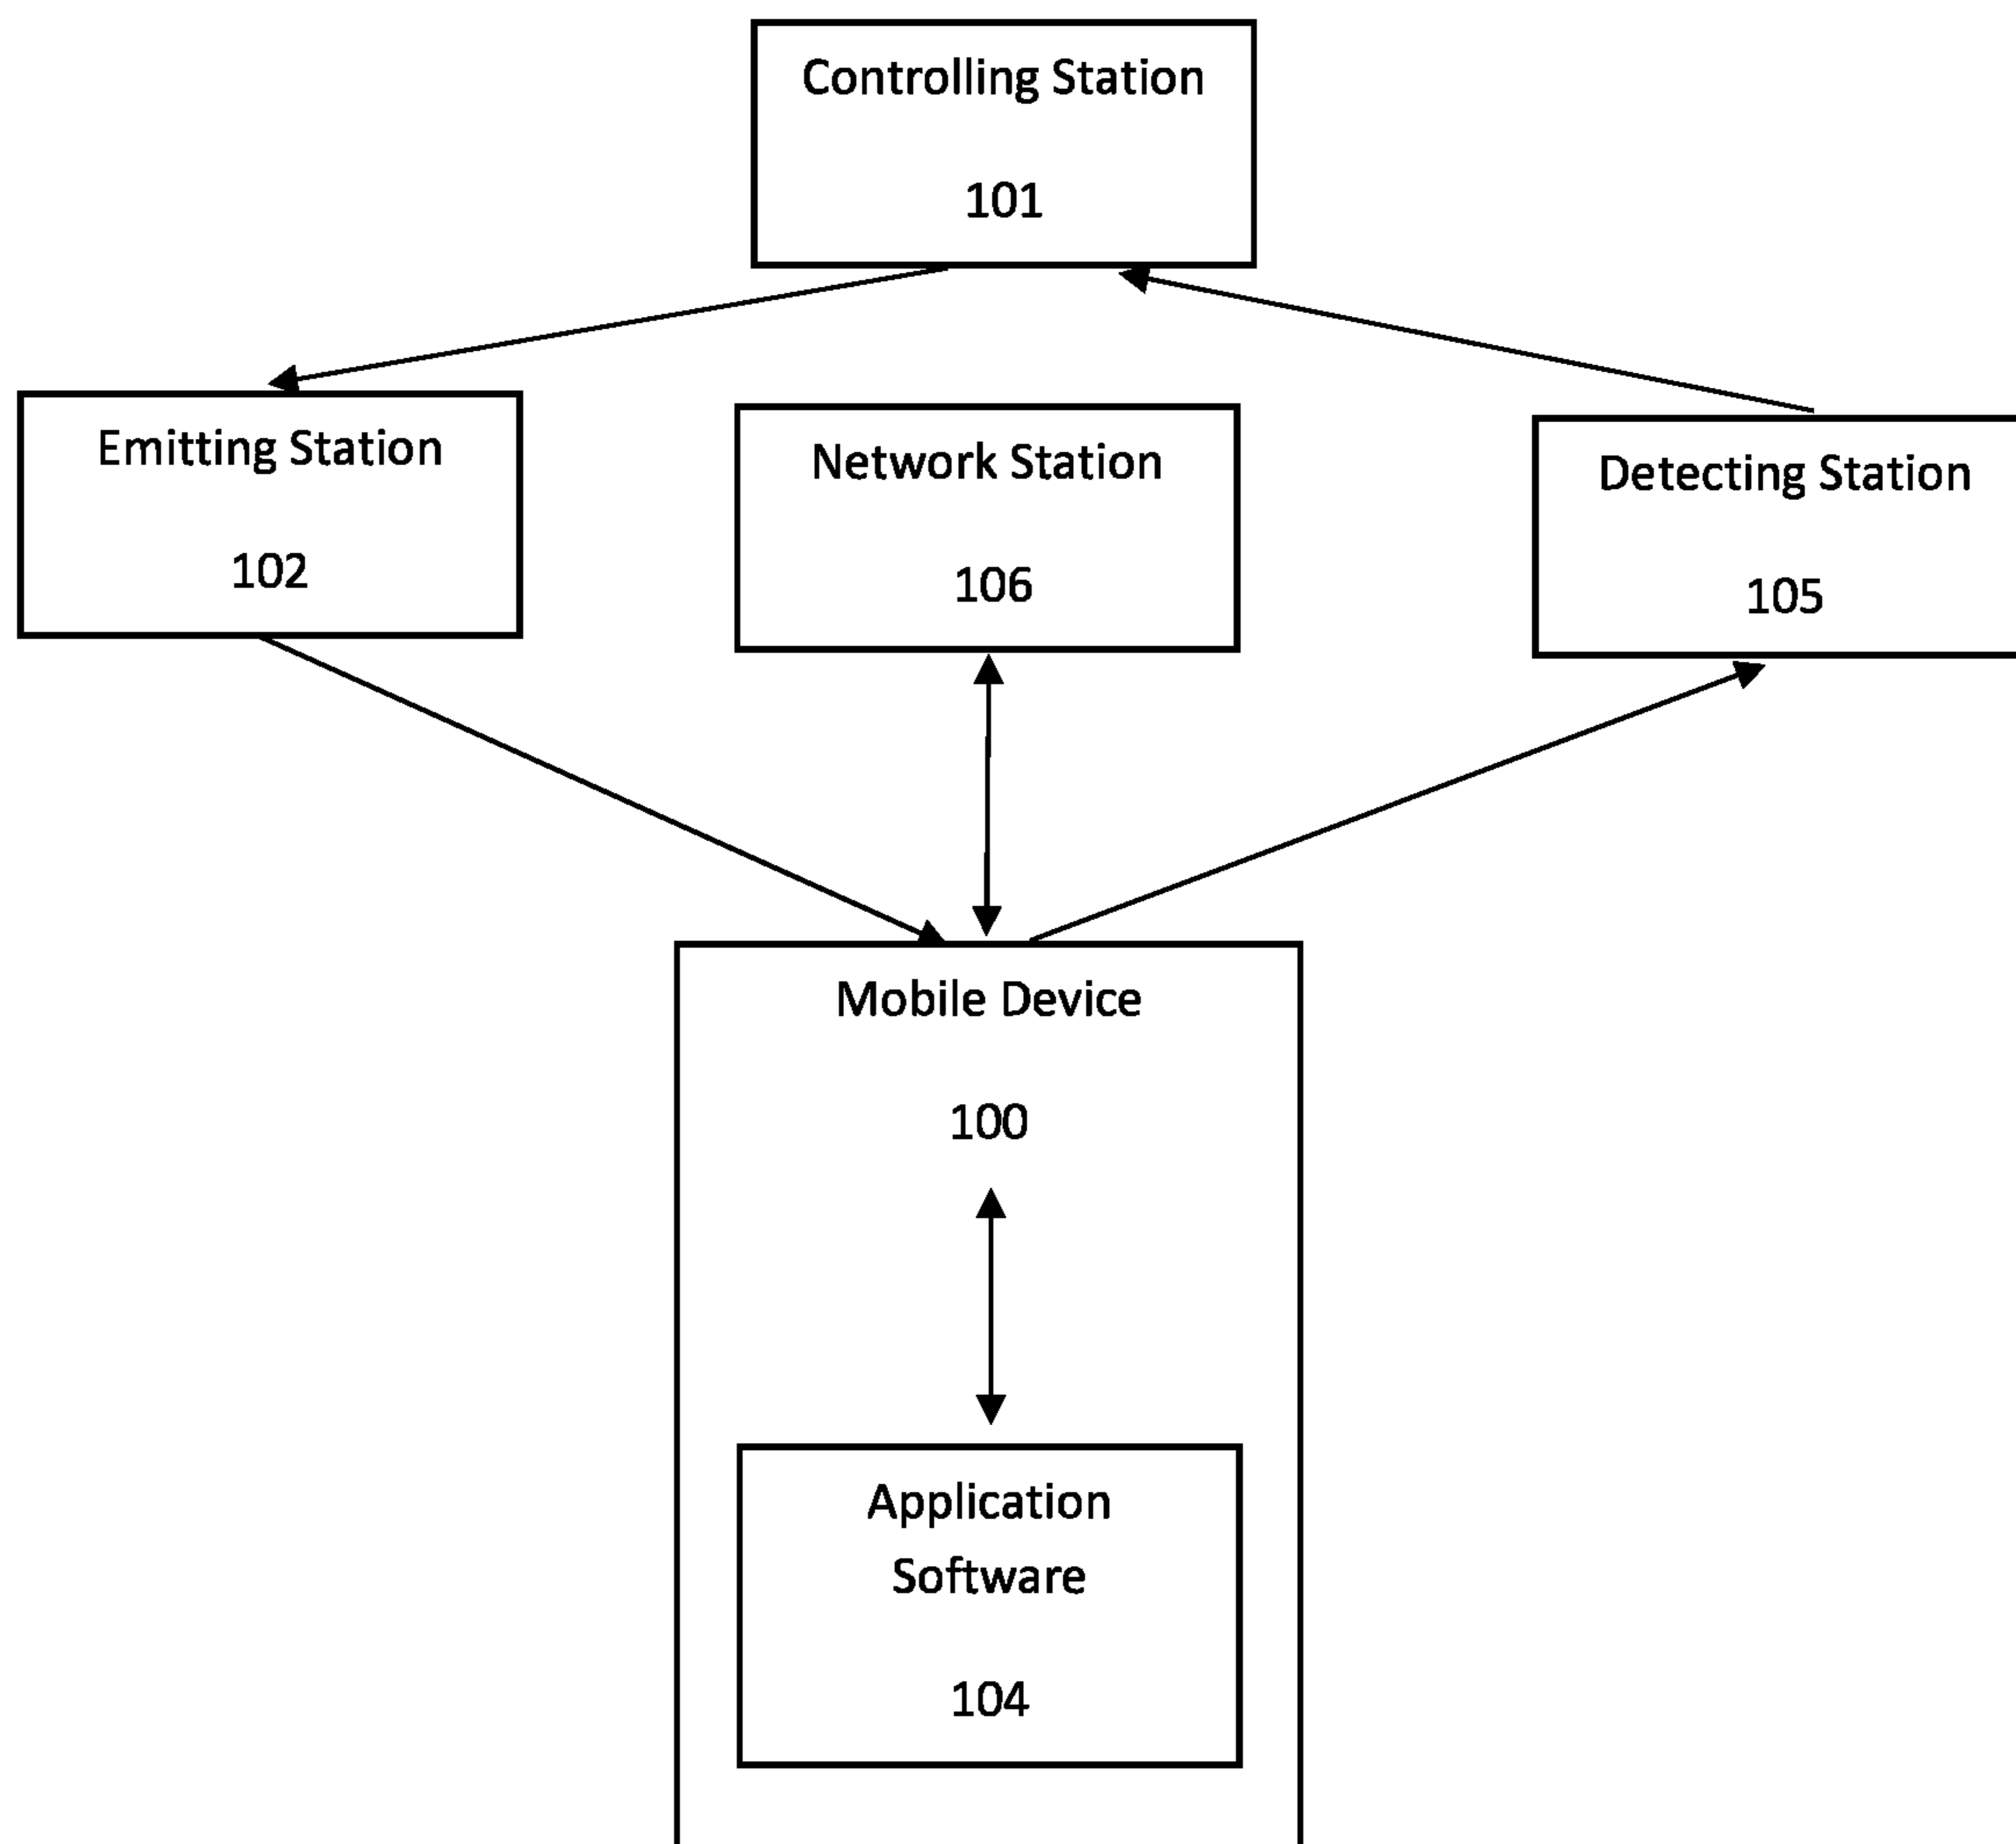 Controlling Station
101
Emitting Station
102
Network Station
106
Detecting Station
105
Mobile Device
100
Application
Software
104